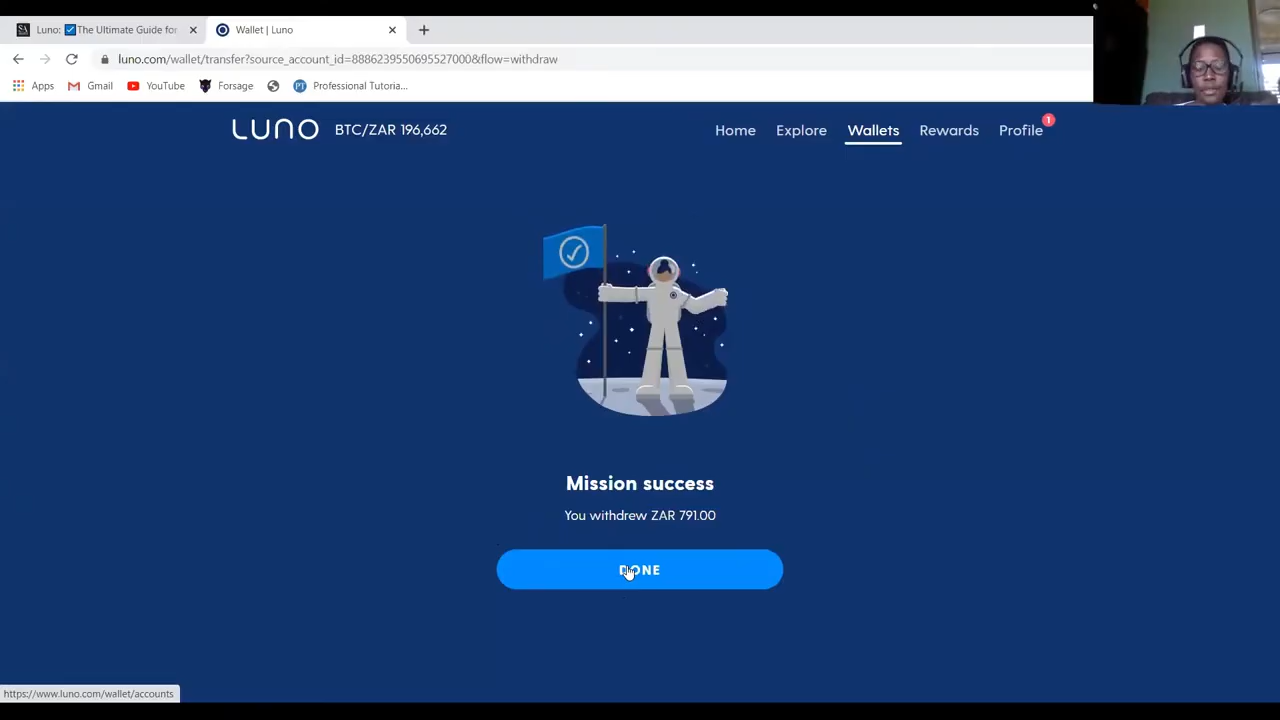 Luno: ✅The Ultimate Guide for
Wallet | Luno
luno.com/wallet/transfer?source_account_id=8886239550695527000&flow=withdraw
Apps
Gmail
YouTube
Forsage
Professional Tutoria...
LUNO
BTC/ZAR 196,662
Home
Explore
Wallets
Rewards
Profile
1
Mission success
You withdrew ZAR 791.00
DONE
https://www.luno.com/wallet/accounts